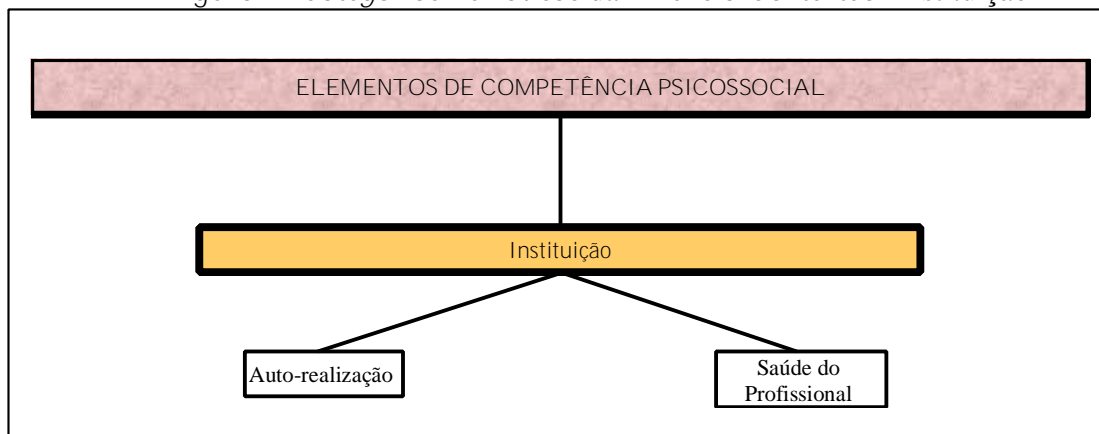 ELEMENTOS DE COMPETÊNCIA PSICOSSOCIAL
Instituição
Auto-realização
Saúde do
Profissional